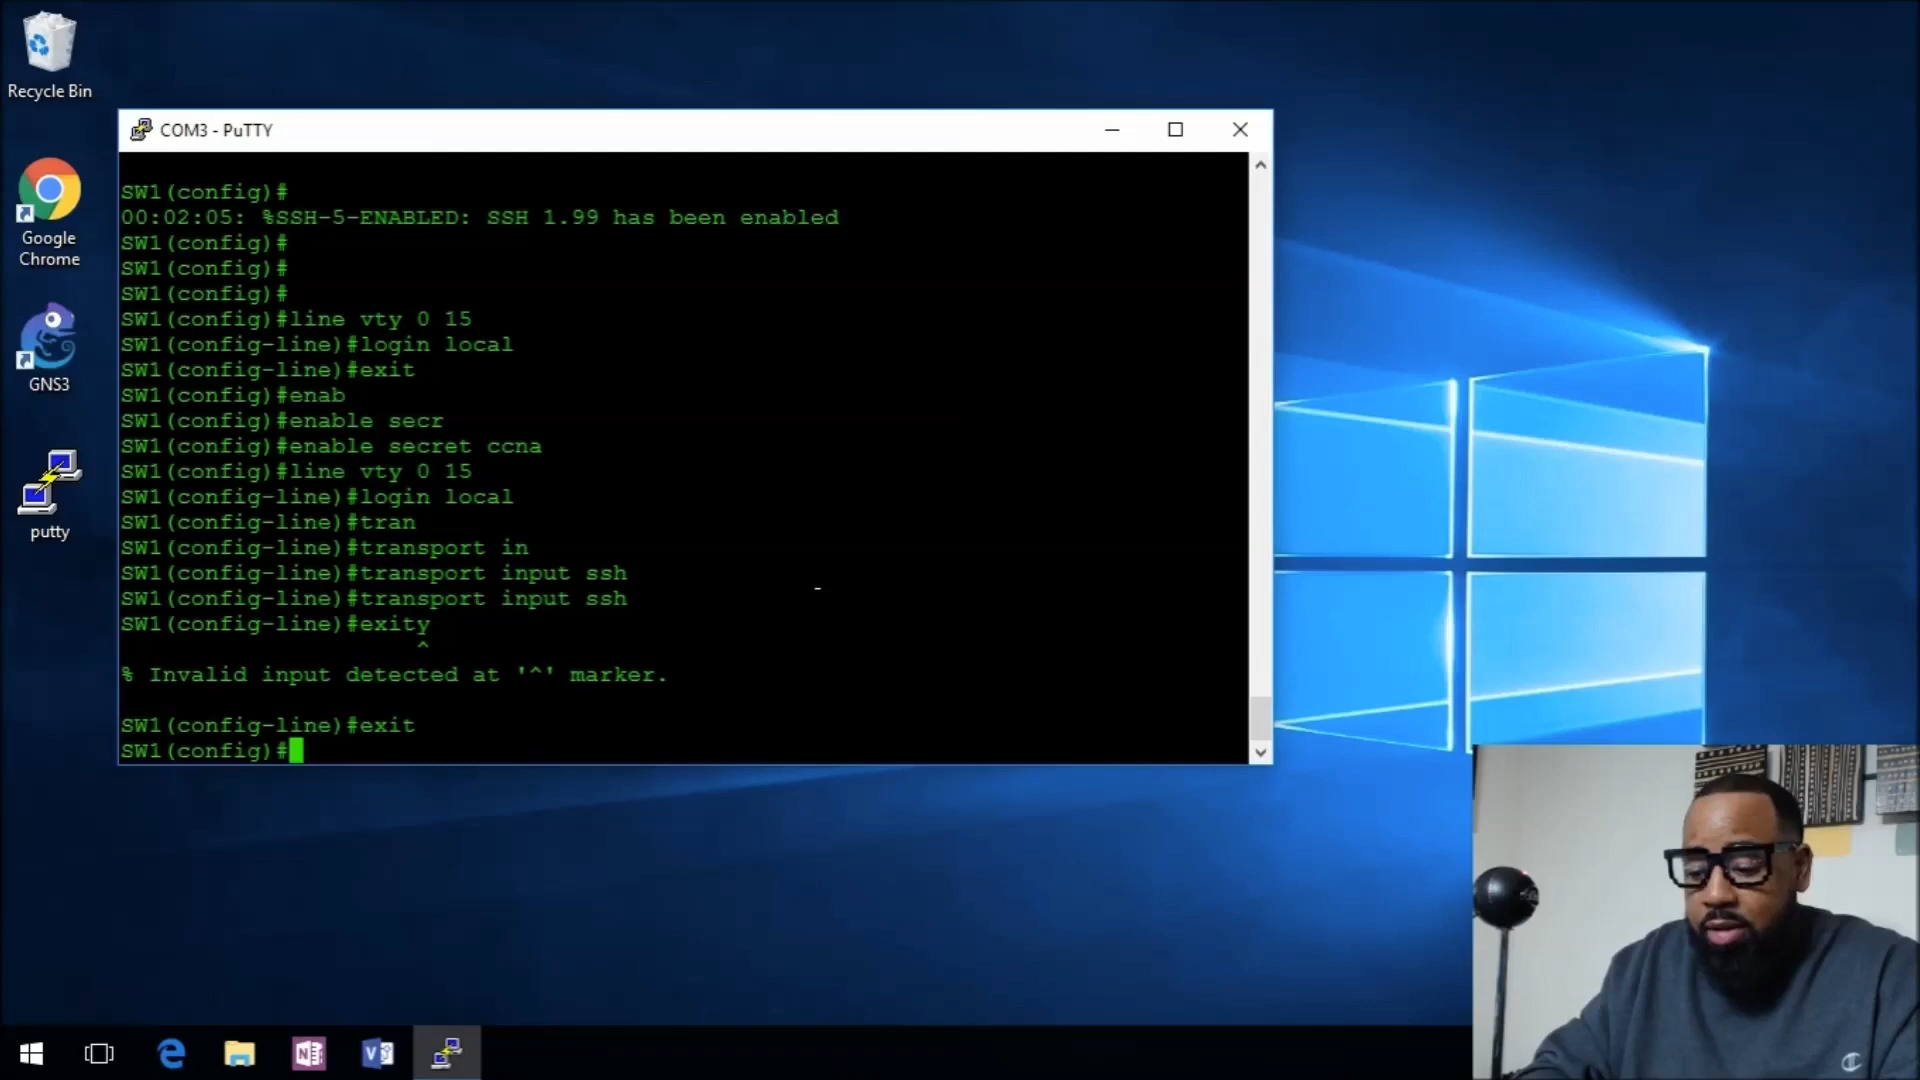 Recycle Bin
COM3 - PuTTY
SW1(config)#
00:02:05: %SSH-5-ENABLED: SSH 1.99 has been enabled
SW1(config)#
SW1(config)#
SW1(config)#
SW1(config)#line vty 0 15
SW1(config-line)#login local
SW1(config-line)#exit
SW1(config)#enab
SW1(config)#enable secr
SW1(config)#enable secret ccna
SW1(config)#line vty 0 15
SW1(config-line)#login local
SW1(config-line)#tran
SW1(config-line)#transport in
SW1(config-line)#transport input ssh
SW1(config-line)#transport input ssh
SW1(config-line)#exity
^
% Invalid input detected at '^' marker.
SW1(config-line)#exit
SW1(config)#
Google
Chrome
GNS3
putty